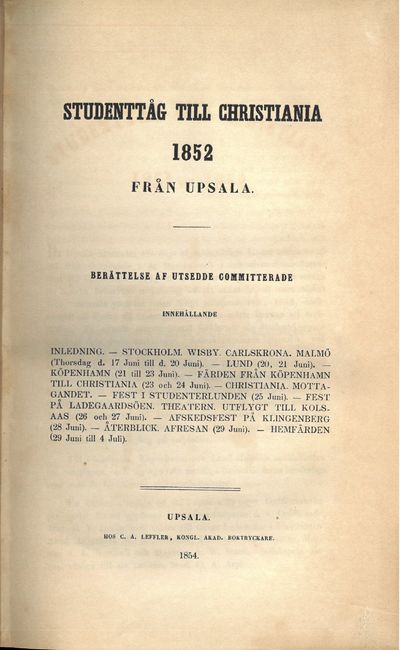 STUDENTTÅG TILL CHRISTIANIA
1852
FRÅN UPSALA.
BERÄTTELSE AF UTSEDDE COMMITTERADE
INNEHÅLLANDE
INLEDNING. — STOCKHOLM. WISBY. CARLSKRONA. MALMÖ
(Thorsdag d. 17 Juni till d. 20 Juni). — LUND (20, 21 Juni). —
KÖPENHAMN (21 till 23 Juni). — FÄRDEN FRÅN KÖPENHAMN
TILL CHRISTIANIA (23 och 24 Juni). — CHRISTIANIA. MOTTA-
GANDET. — FEST I STUDENTERLUNDEN (25 Juni). — FEST
PÅ LADEGAARDSÖEN. THEATERN. UTFLYGT TILL KOLS-
AAS (26 och 27 Juni). — AFSKEDSFEST PÅ KLINGENBERG
(28 Juni). — ÅTERBLICK. AFRESAN (29 Juni). — HEMFÄRDEN
(29 Juni till 4 Juli).
UPSALA.
HOS C. A. LEFFLER, KONGL. AKAD. BOKTRYCKARE.
1854.